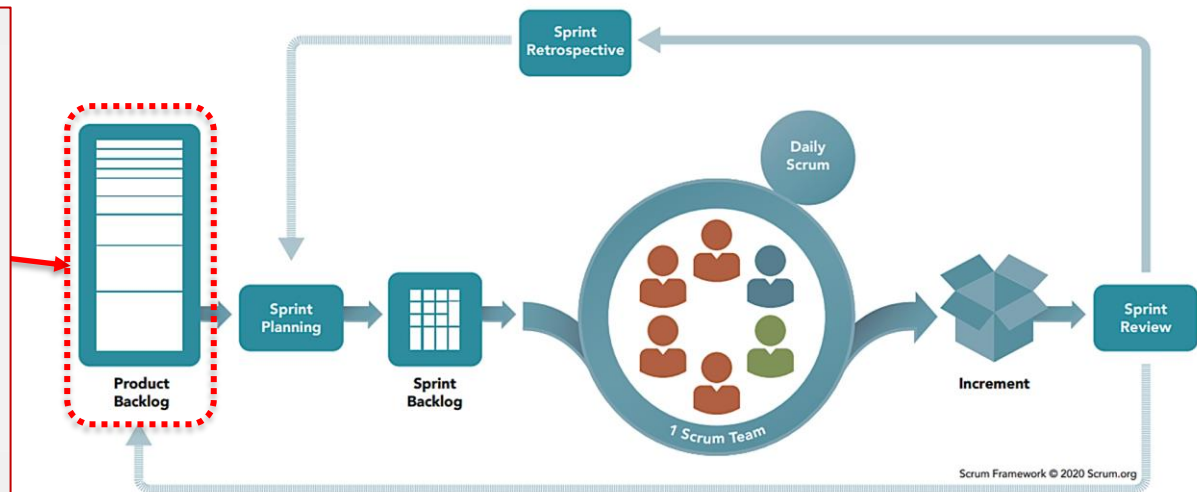 Sprint
Retrospective
Daily
Scrum
Sprint
Planning
Sprint
Review
Product
Backlog
Sprint
Backlog
Increment
1 Scrum Team
Scrum Framework © 2020 Scrum.org